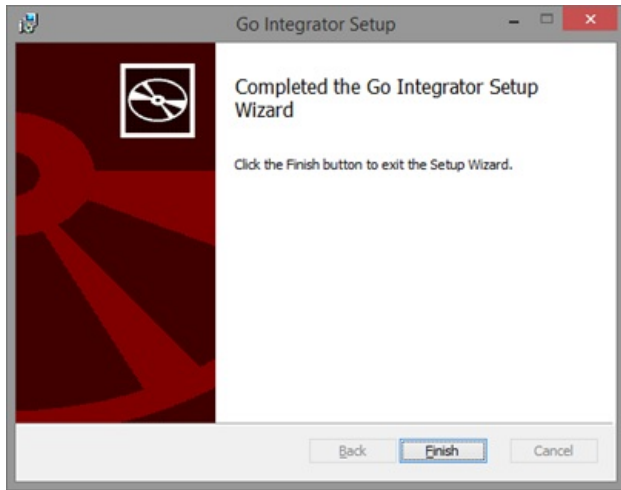 Go Integrator Setup
Completed the Go Integrator Setup
Wizard
Click the Finish button to exit the Setup Wizard.
Back Finish Cancel